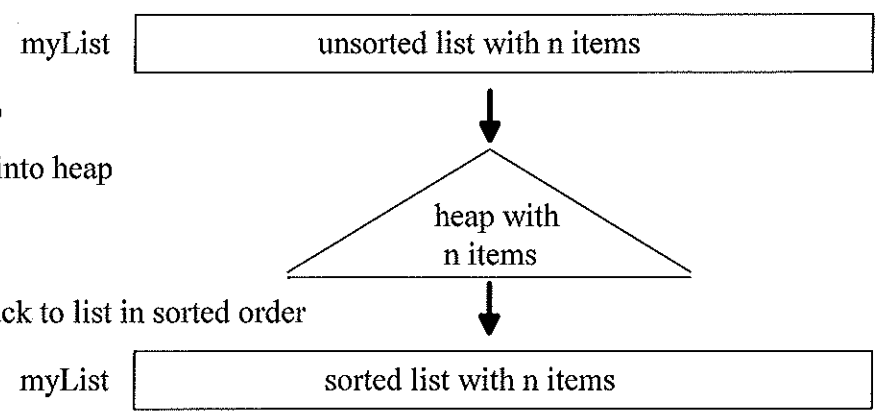 myList unsorted list with n items
into heap
heap with
n items
ck to list in sorted order
myList sorted list with n items